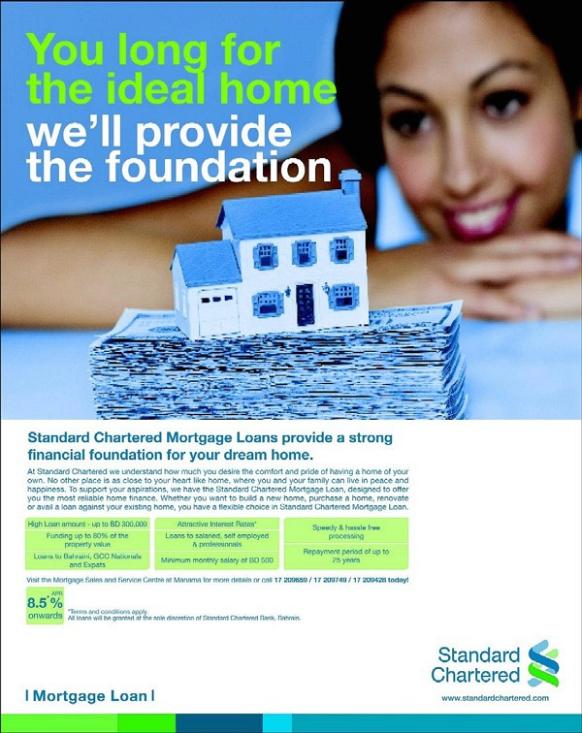 You long for
the ideal home
we'll provide
the foundation
Standard Chartered Mortgage Loans provide a strong
financial foundation for your dream home.
At Standard Chartered we understand how much you desire the comfort and pride of having a home of your
own. No other place is as close to your heart like home, where you and your family can live in peace and
happiness. To support your aspirations, we have the Standard Chartered Mortgage Loan, designed to offer
you the most reliable home finance. Whether you want to build a new home, purchase a home, renovate
or avail a loan against your existing home, you have a flexible choice in Standard Chartered Mortgage Loan.
High Loan amount - up to BD 300,000
Funding up to 80% of the
property value
Loans to Bahraini, GCC Nationals
and Expats
Attractive Interest Rates*
Loans to salaried, self employed
& professionals
Minimum monthly salary of BD 500
Speedy & hassle free
processing
Repayment period of up to
25 years
Visit the Mortgage Sales and Service Centre at Manama for more details or call 17 209659 / 17 209749 / 17 209428 today!
APR
8.5*%
onwards
*Terms and conditions apply.
All loans will be granted at the sole discretion of Standard Chartered Bank, Bahrain.
Standard
Chartered
www.standardchartered.com
| Mortgage Loan |